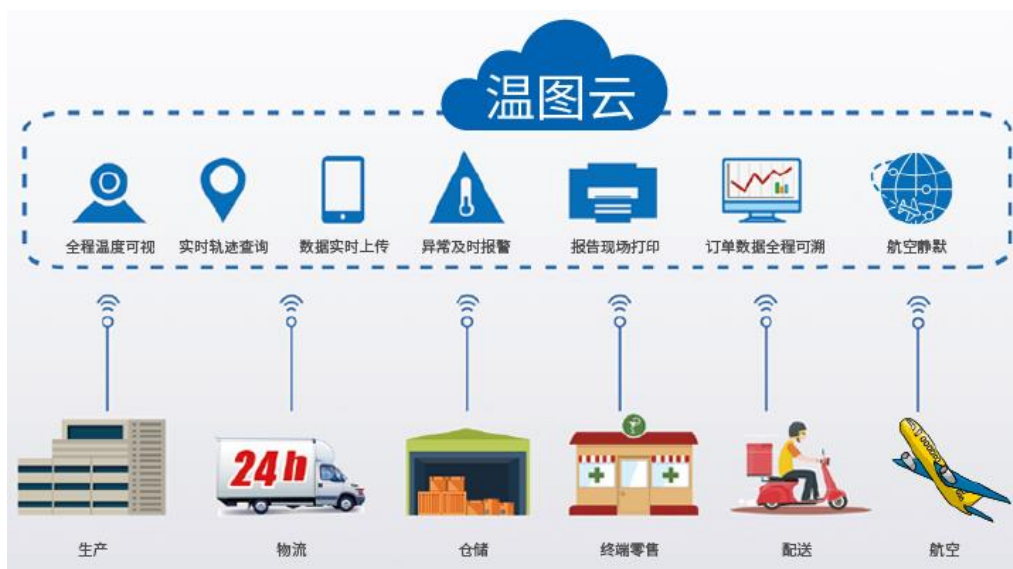 温图云
全程温度可视 实时轨迹查询 数据实时上传 异常及时报警 报告现场打印 订单数据全程可溯 航空静默
24h
生产 物流 仓储 终端零售 配送 航空